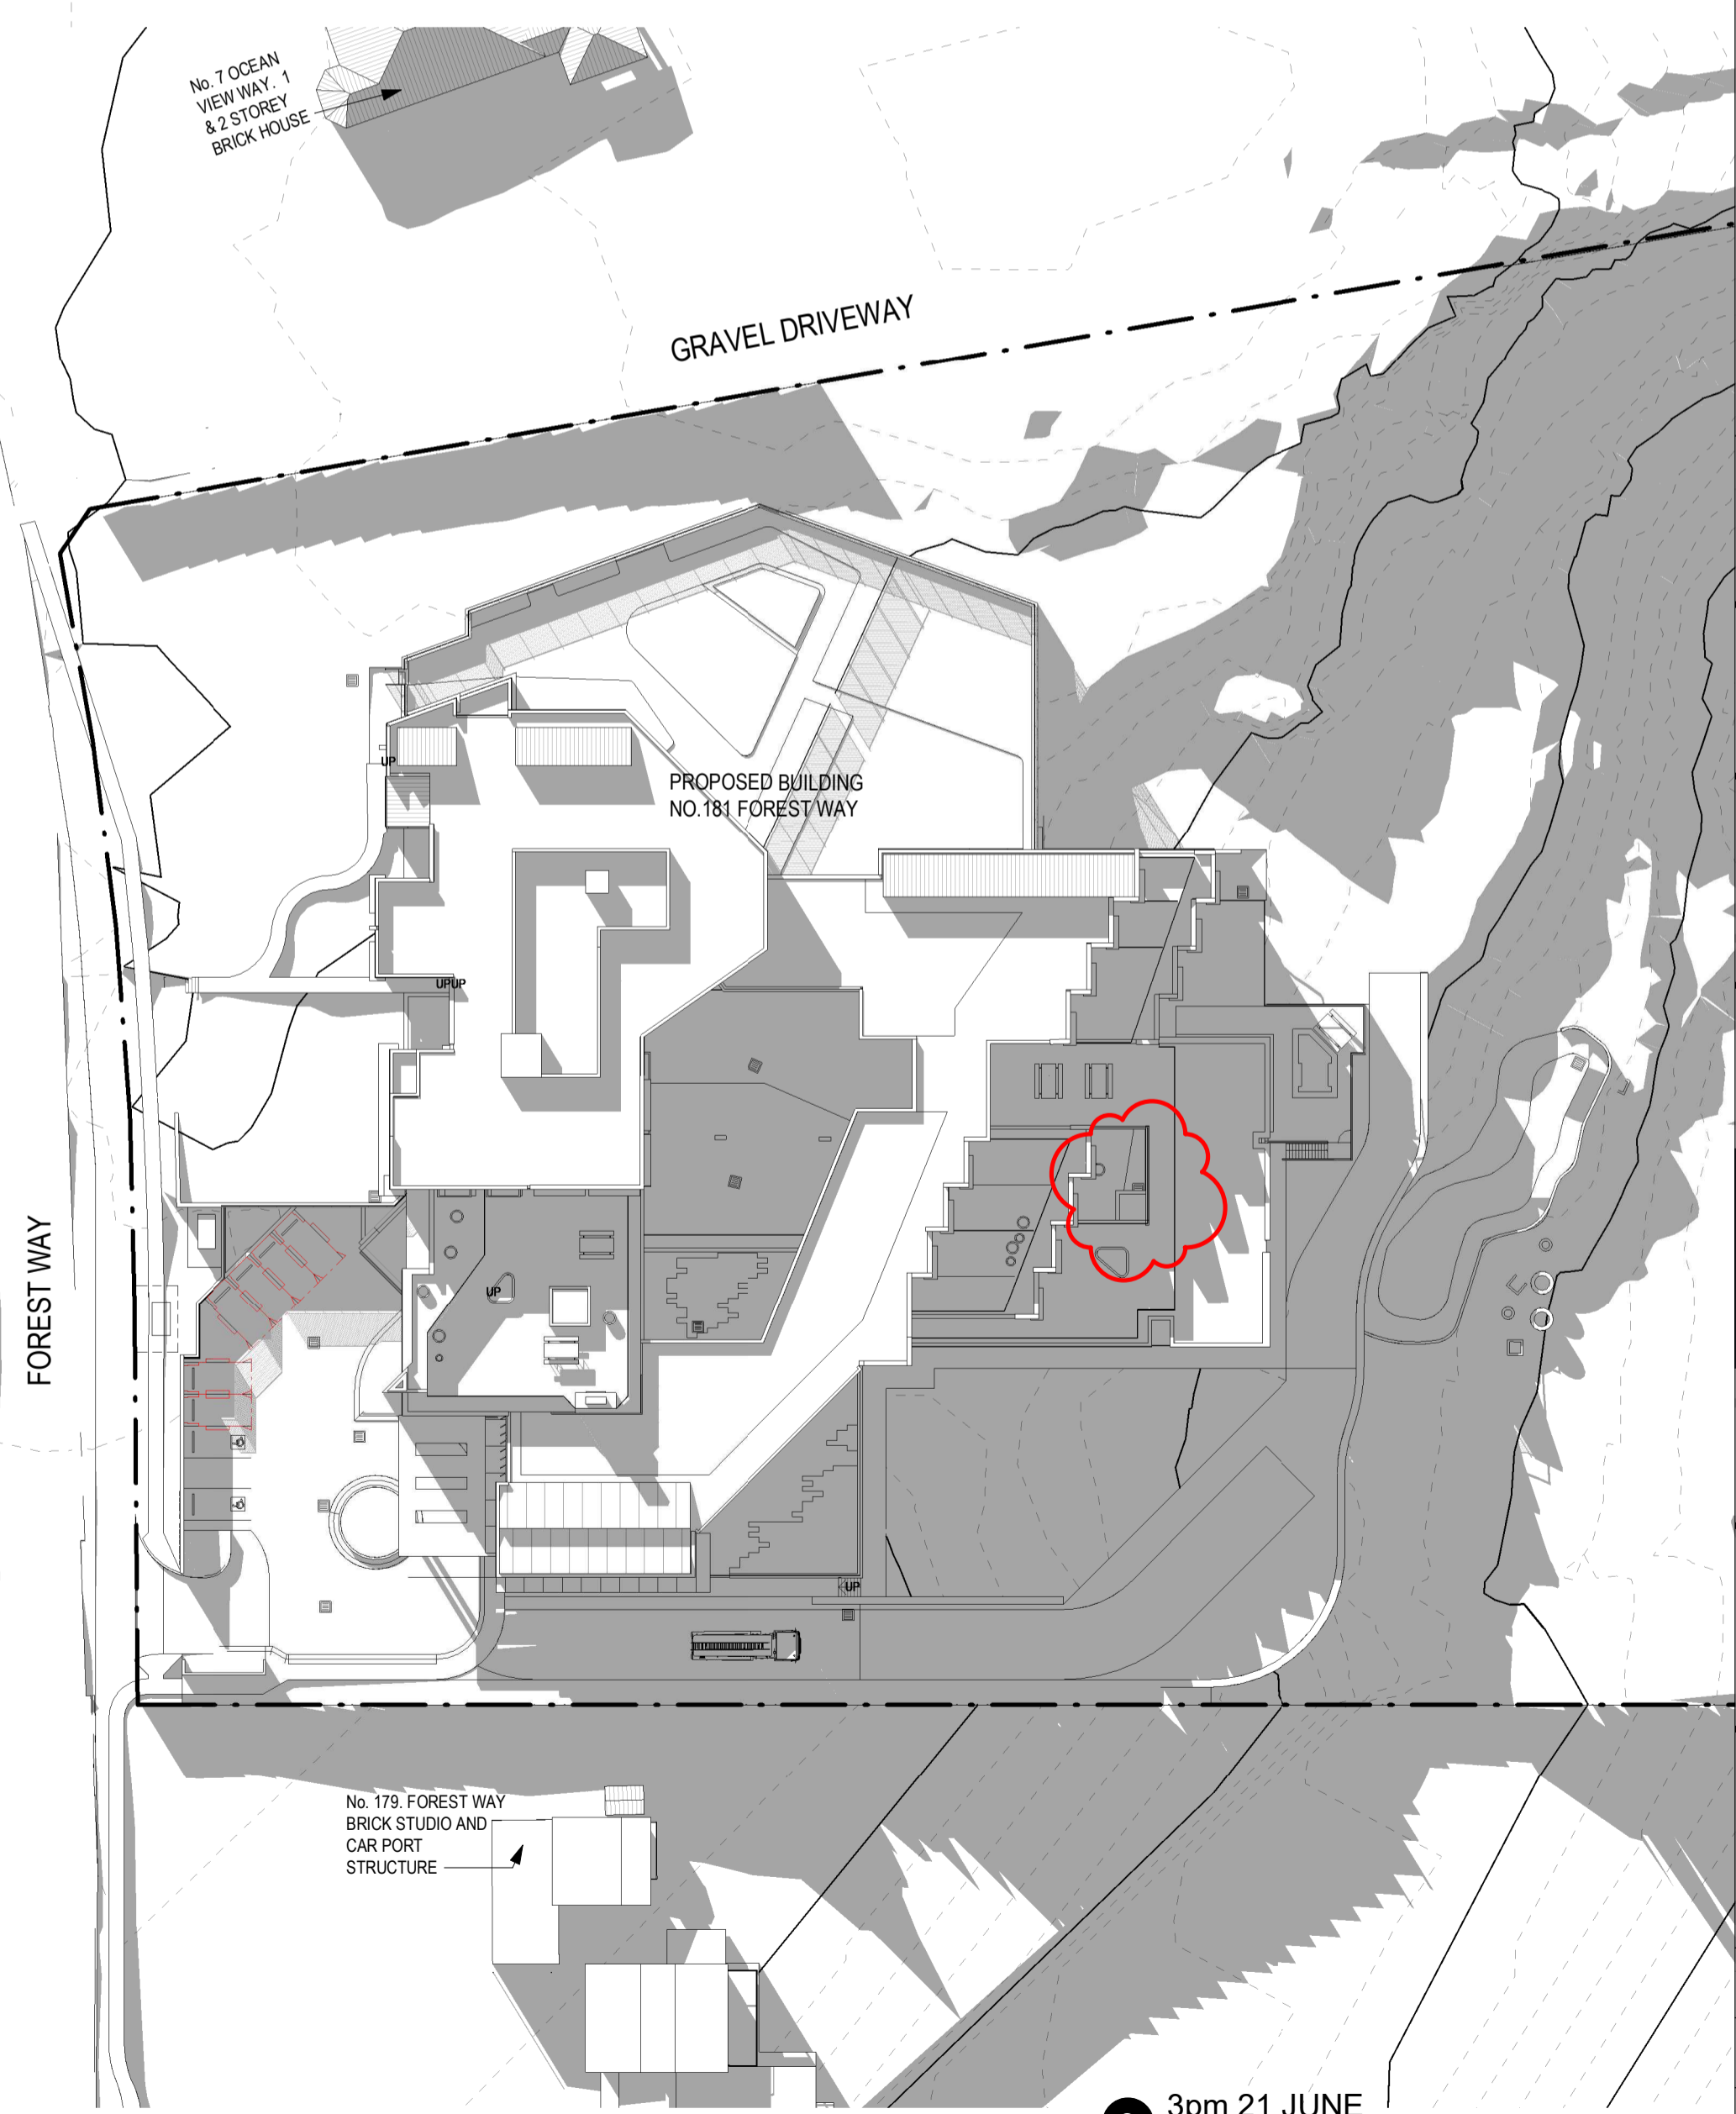 No. 7 OCEAN
VIEW WAY. 1
& 2 STOREY
BRICK HOUSE
GRAVEL DRIVEWAY
UP
PROPOSED BUILDING
NO.181 FOREST WAY
UPUP
FOREST WAY
UP
UP
No. 179. FOREST WAY
BRICK STUDIO AND
CAR PORT
STRUCTURE
3pm 21 JUNE